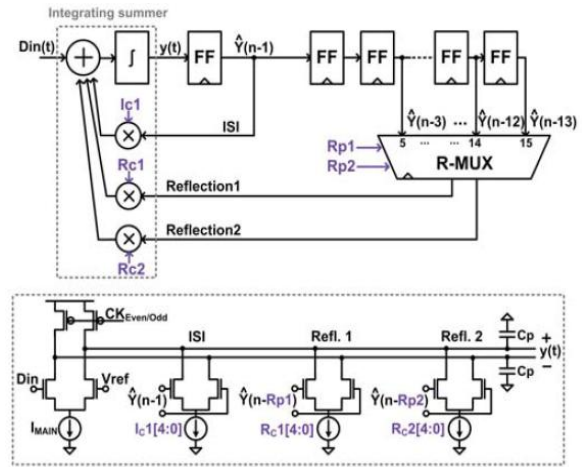 Integrating summer
Din(t) + ∫ y(t) FF Ŷ(n-1) FF FF FF FF
Ic1 ISI
Ŷ(n-3) ... Ŷ(n-12) Ŷ(n-13)
5 ... ... 14 15
Rp1
Rp2
R-MUX
Rc1 Reflection1
Reflection2
Rc2
CKEven/Odd
ISI Refl. 1 Refl. 2 Cp +
y(t)
Cp −
Din Vref Ŷ(n-1) Ŷ(n-Rp1) Ŷ(n-Rp2)
IMAIN IC1[4:0] RC1[4:0] RC2[4:0]